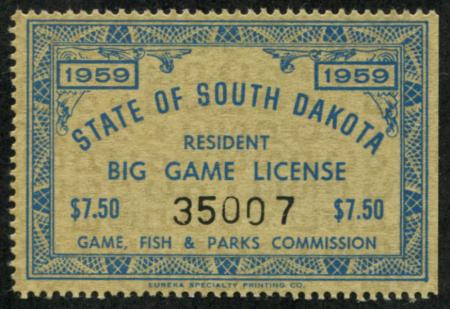 1959 1959
STATE OF SOUTH DAKOTA
RESIDENT
BIG GAME LICENSE
$7.50 35007 $7.50
GAME, FISH & PARKS COMMISSION
EUREKA SPECIALTY PRINTING CO.